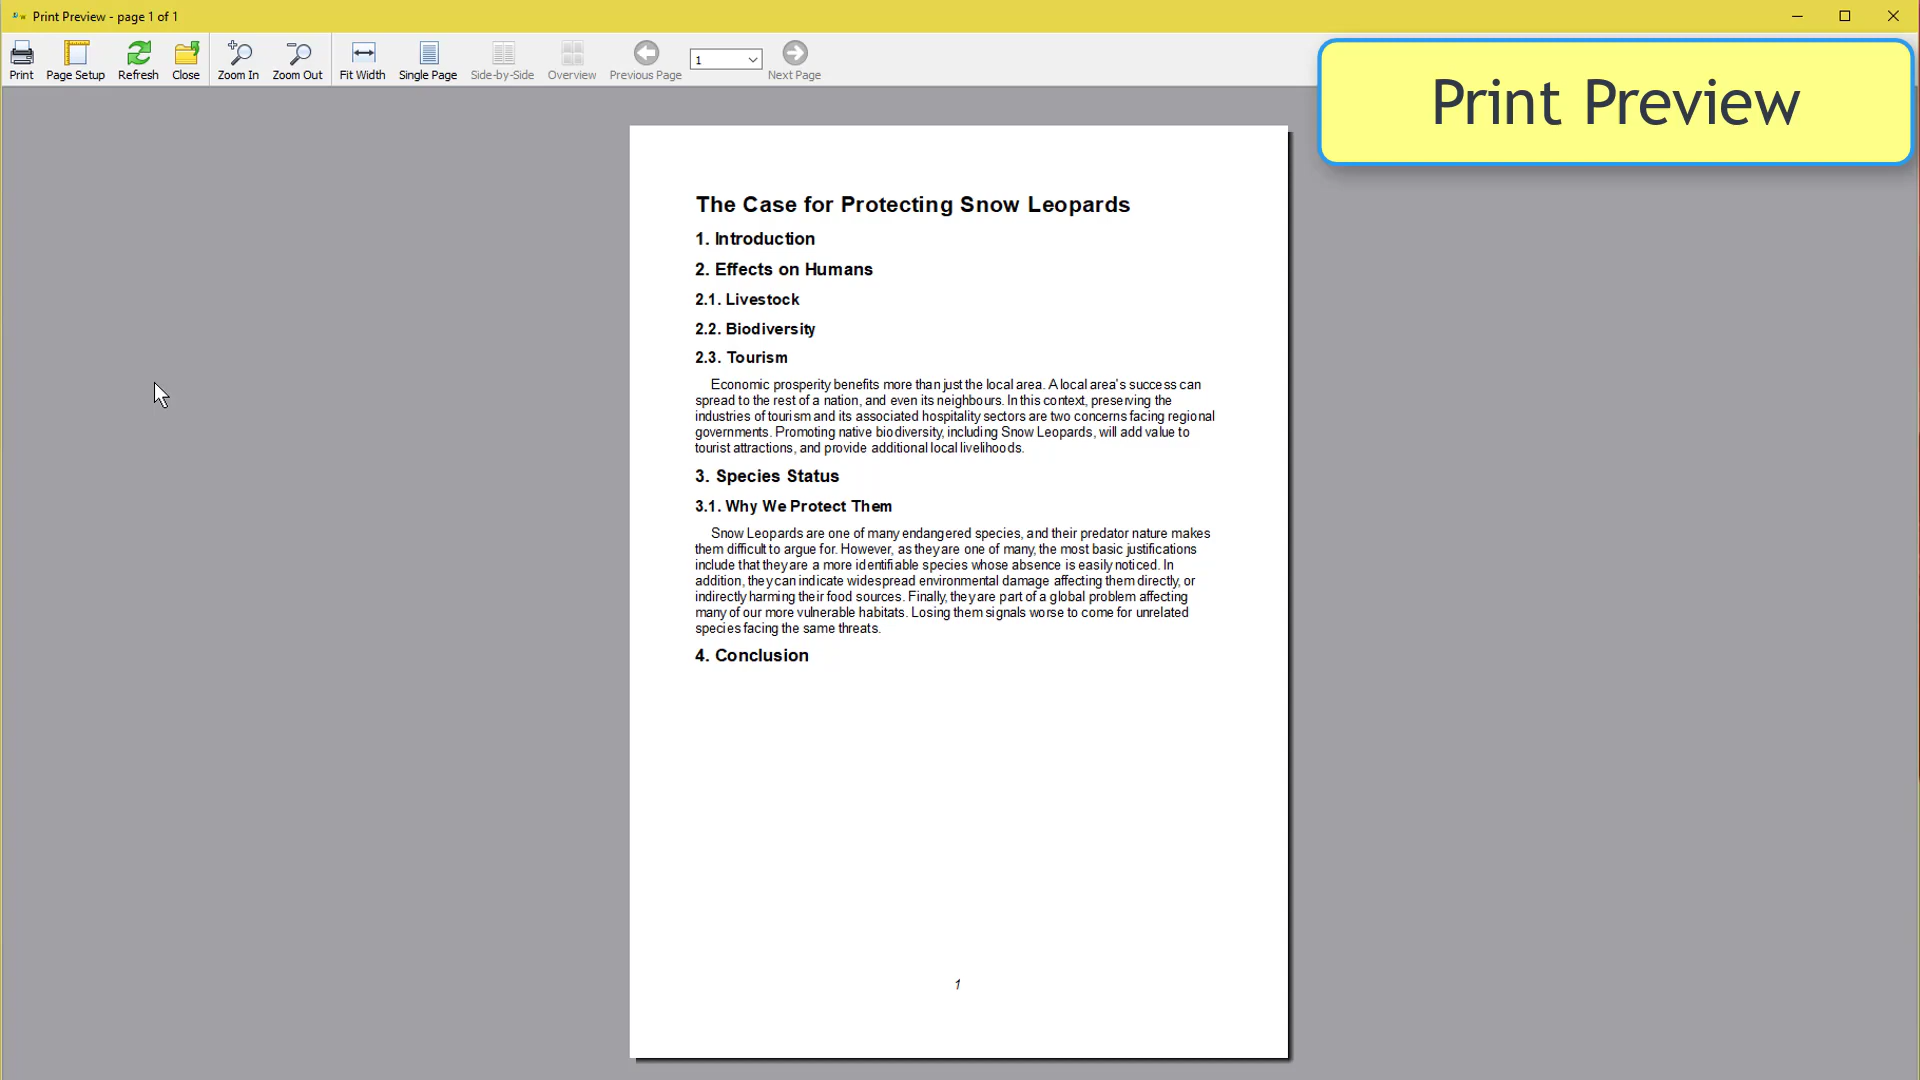 Print Preview - page 1 of 1
Print
Page Setup
Refresh
Close
Zoom In
Zoom Out
Fit Width
Single Page
Side-by-Side
Overview
Previous Page
1
Next Page
Print Preview
The Case for Protecting Snow Leopards
1. Introduction
2. Effects on Humans
2.1. Livestock
2.2. Biodiversity
2.3. Tourism
Economic prosperity benefits more than just the local area. A local area's success can
spread to the rest of a nation, and even its neighbours. In this context, preserving the
industries of tourism and its associated hospitality sectors are two concerns facing regional
governments. Promoting native biodiversity, including Snow Leopards, will add value to
tourist attractions, and provide additional local livelihoods.
3. Species Status
3.1. Why We Protect Them
Snow Leopards are one of many endangered species, and their predator nature makes
them difficult to argue for. However, as they are one of many, the most basic justifications
include that they are a more identifiable species whose absence is easily noticed. In
addition, they can indicate widespread environmental damage affecting them directly, or
indirectly harming their food sources. Finally, they are part of a global problem affecting
many of our more vulnerable habitats. Losing them signals worse to come for unrelated
species facing the same threats.
4. Conclusion
1